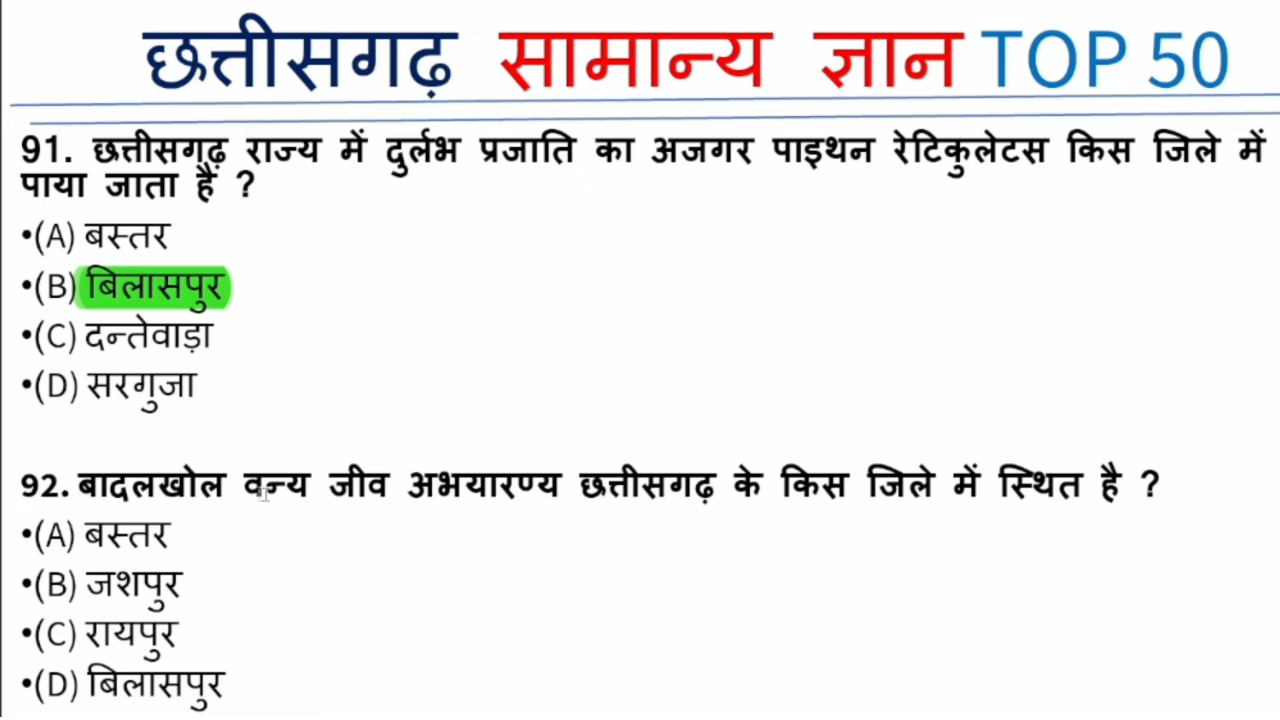 छत्तीसगढ़ सामान्य ज्ञान TOP 50
91. छत्तीसगढ़ राज्य में दुर्लभ प्रजाति का अजगर पाइथन रेटिकुलेटस किस जिले में
पाया जाता हैं ?
•(A) बस्तर
•(B) बिलासपुर
•(C) दन्तेवाड़ा
•(D) सरगुजा
92. बादलखोल वन्य जीव अभयारण्य छत्तीसगढ़ के किस जिले में स्थित है ?
•(A) बस्तर
•(B) जशपुर
•(C) रायपुर
•(D) बिलासपुर